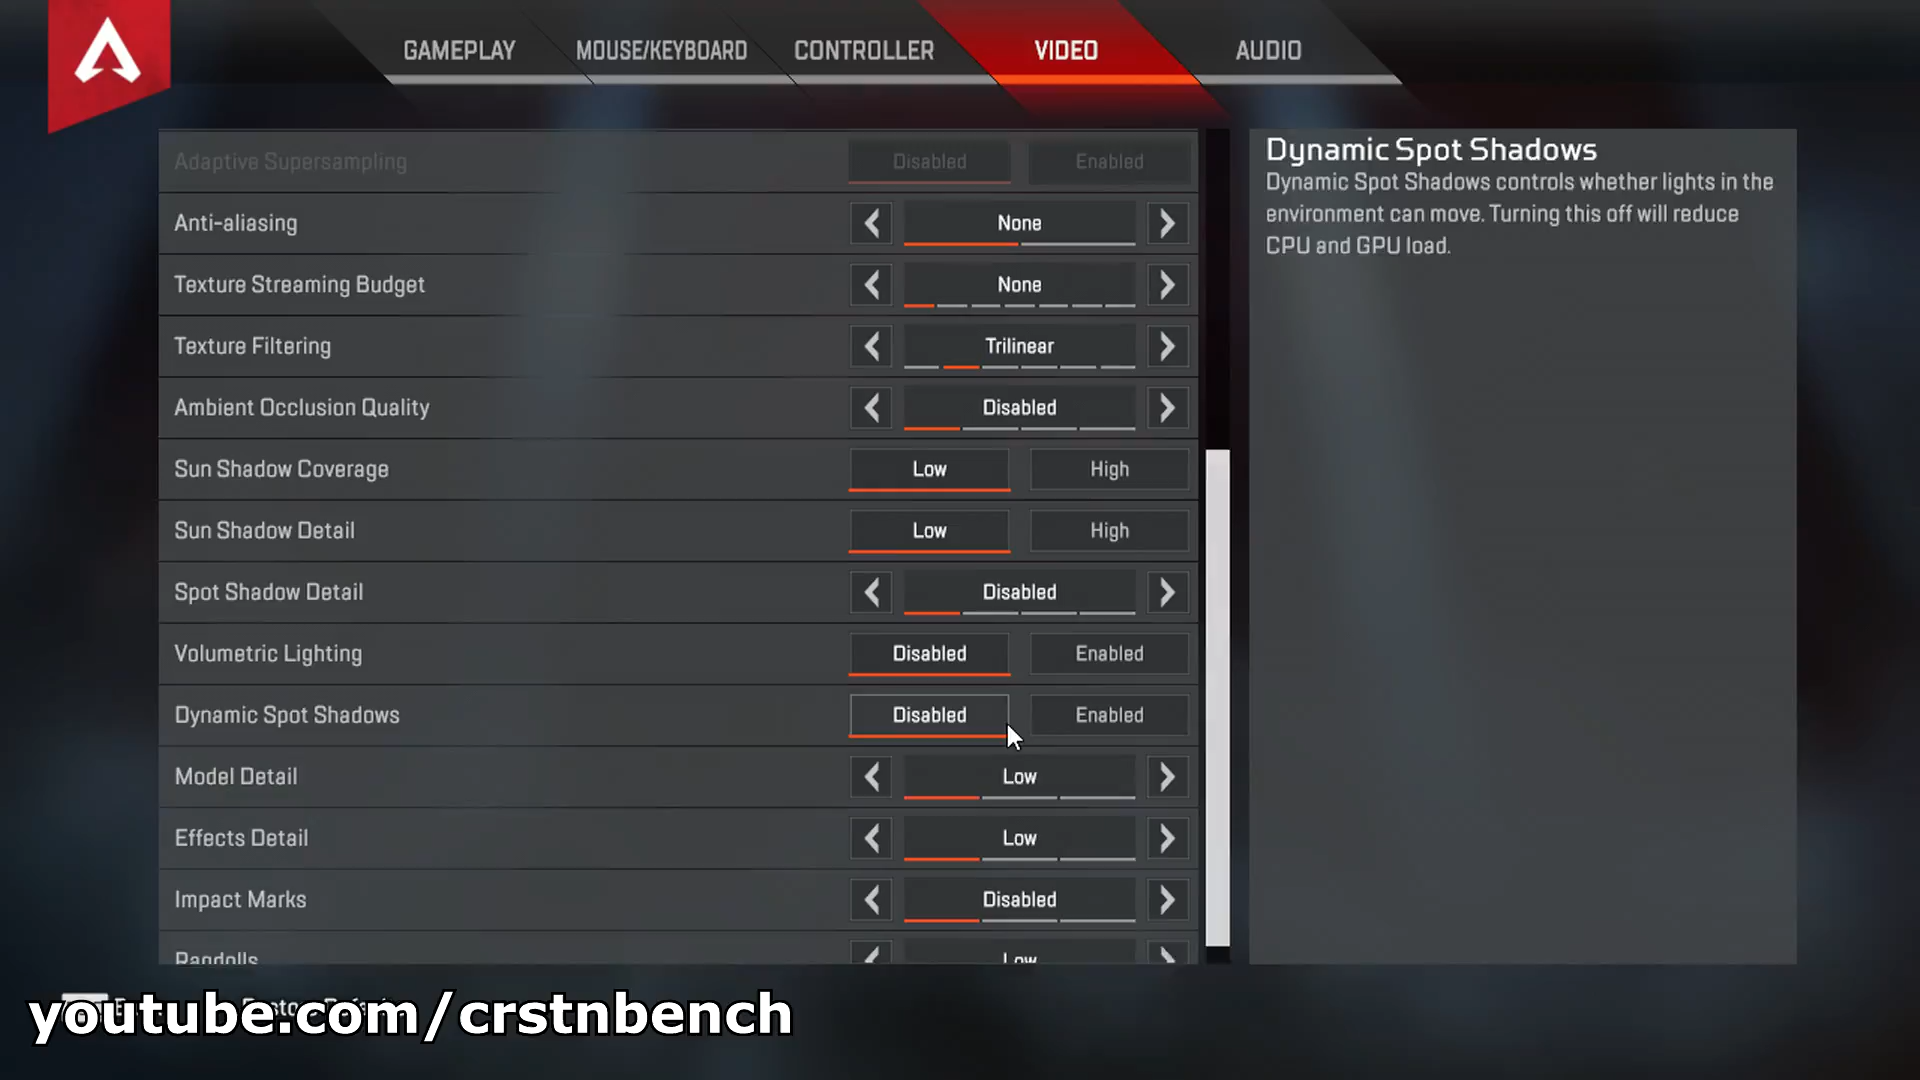 GAMEPLAY MOUSE/KEYBOARD CONTROLLER VIDEO AUDIO
Adaptive Supersampling Disabled Enabled
Anti-aliasing None
Texture Streaming Budget None
Texture Filtering Trilinear
Ambient Occlusion Quality Disabled
Sun Shadow Coverage Low High
Sun Shadow Detail Low High
Spot Shadow Detail Disabled
Volumetric Lighting Disabled Enabled
Dynamic Spot Shadows Disabled Enabled
Model Detail Low
Effects Detail Low
Impact Marks Disabled
Ragdolls Low
Dynamic Spot Shadows
Dynamic Spot Shadows controls whether lights in the
environment can move. Turning this off will reduce
CPU and GPU load.
youtube.com/crstnbench